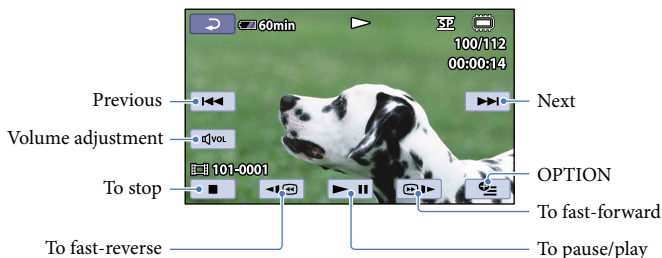 60min
SP
100/112
00:00:14
Previous
Next
Volume adjustment
VOL
101-0001
OPTION
To stop
To fast-forward
To fast-reverse
To pause/play